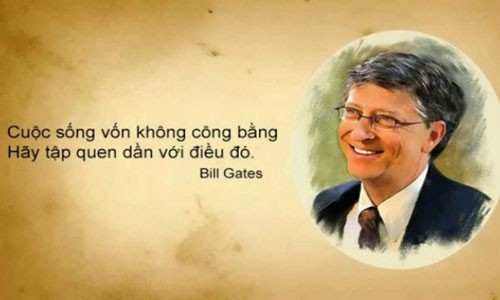 Cuộc sống vốn không công bằng
Hãy tập quen dần với điều đó.
Bill Gates